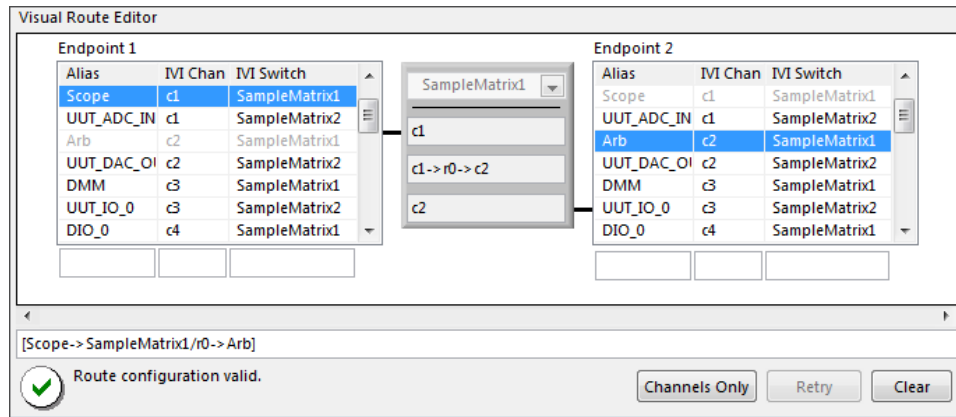 Visual Route Editor
Endpoint 1
Alias IVI Chan IVI Switch
Scope c1 SampleMatrix1
UUT_ADC_IN c1 SampleMatrix2
Arb c2 SampleMatrix1
UUT_DAC_OU c2 SampleMatrix2
DMM c3 SampleMatrix1
UUT_IO_0 c3 SampleMatrix2
DIO_0 c4 SampleMatrix1
SampleMatrix1
c1
c1->r0->c2
c2
Endpoint 2
Alias IVI Chan IVI Switch
Scope c1 SampleMatrix1
UUT_ADC_IN c1 SampleMatrix2
Arb c2 SampleMatrix1
UUT_DAC_OU c2 SampleMatrix2
DMM c3 SampleMatrix1
UUT_IO_0 c3 SampleMatrix2
DIO_0 c4 SampleMatrix1
[Scope->SampleMatrix1/r0->Arb]
Route configuration valid.
Channels Only Retry Clear